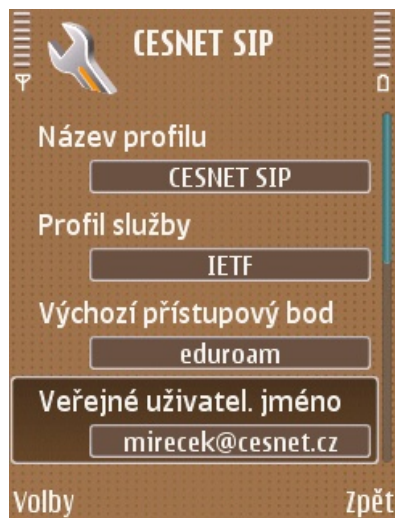 CESNET SIP
Název profilu
CESNET SIP
Profil služby
IETF
Výchozí přístupový bod
eduroam
Veřejné uživatel. jméno
mirecek@cesnet.cz
Volby Zpět